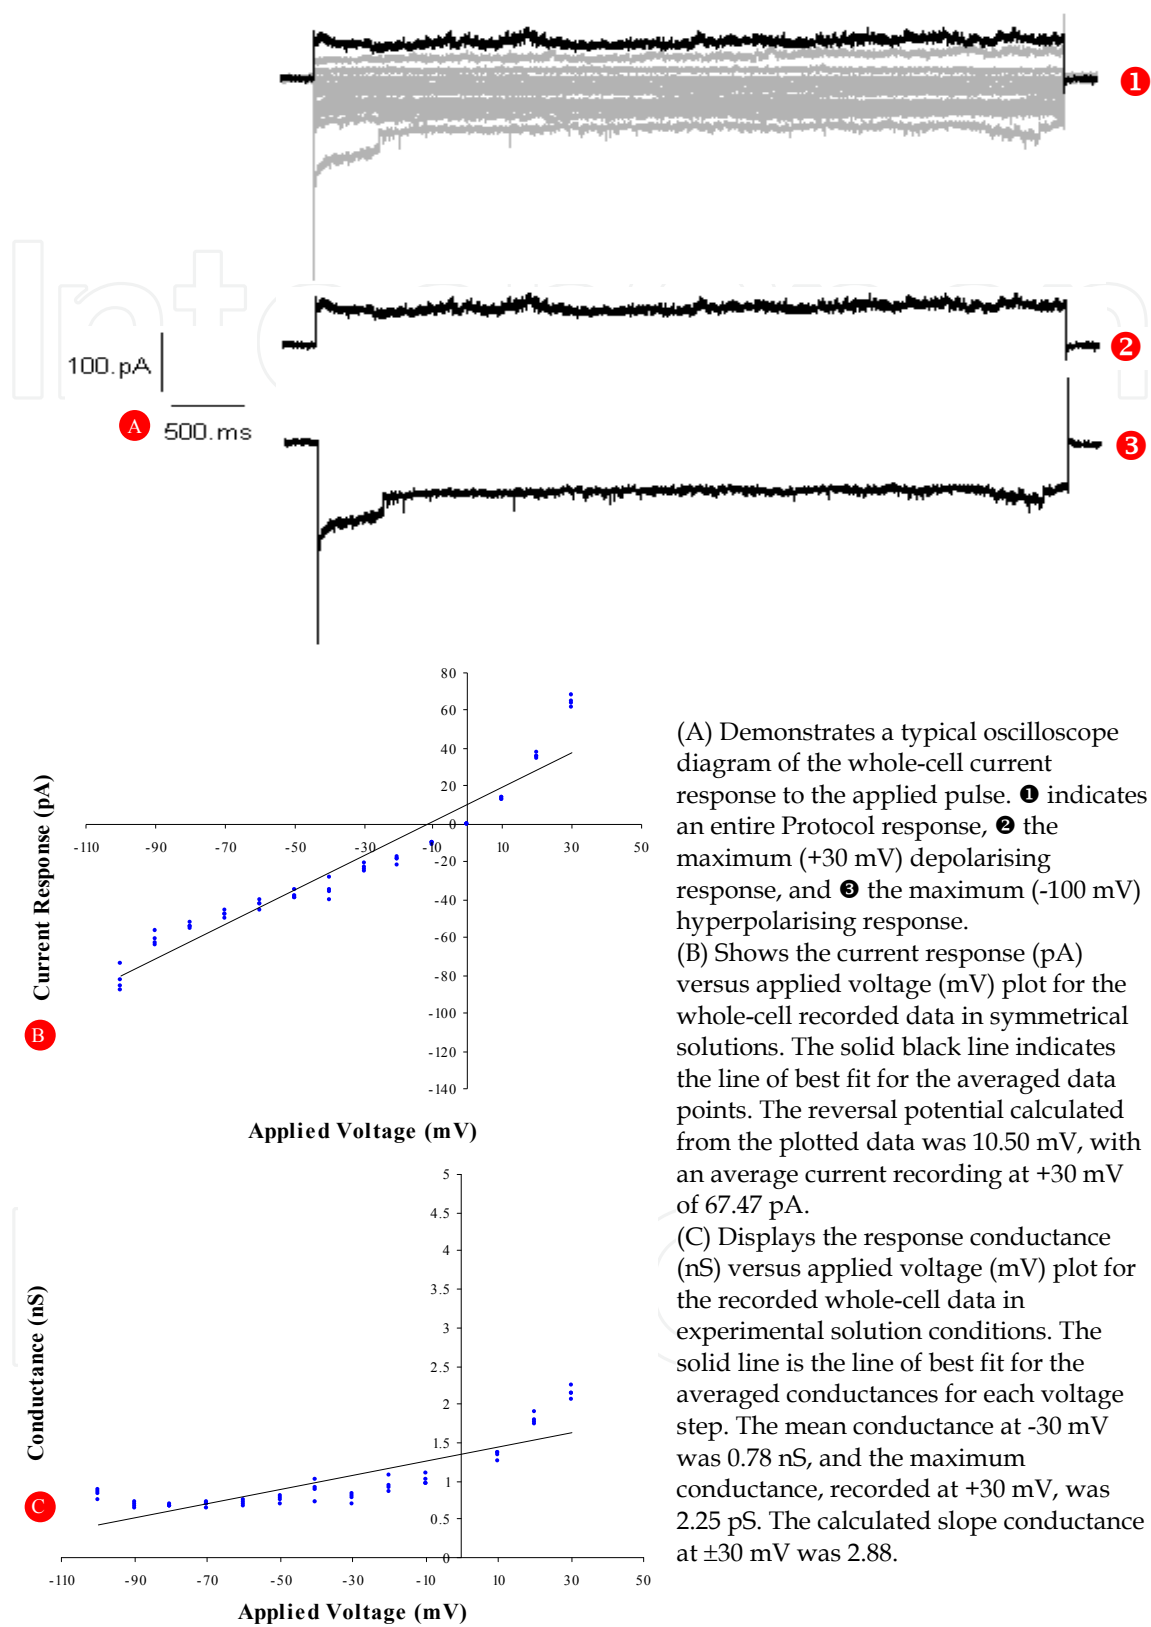 ❶
❷
100.pA
A
500.ms
❸
80
60
40
20
0
-110
-90
-70
-50
-30
-10
10
30
50
-20
-40
-60
-80
-100
-120
-140
Current Response (pA)
B
Applied Voltage (mV)
(A) Demonstrates a typical oscilloscope
diagram of the whole-cell current
response to the applied pulse. ❶ indicates
an entire Protocol response, ❷ the
maximum (+30 mV) depolarising
response, and ❸ the maximum (-100 mV)
hyperpolarising response.
(B) Shows the current response (pA)
versus applied voltage (mV) plot for the
whole-cell recorded data in symmetrical
solutions. The solid black line indicates
the line of best fit for the averaged data
points. The reversal potential calculated
from the plotted data was 10.50 mV, with
an average current recording at +30 mV
of 67.47 pA.
(C) Displays the response conductance
(nS) versus applied voltage (mV) plot for
the recorded whole-cell data in
experimental solution conditions. The
solid line is the line of best fit for the
averaged conductances for each voltage
step. The mean conductance at -30 mV
was 0.78 nS, and the maximum
conductance, recorded at +30 mV, was
2.25 pS. The calculated slope conductance
at ±30 mV was 2.88.
5
4.5
4
3.5
3
2.5
2
1.5
1
0.5
0
-110
-90
-70
-50
-30
-10
10
30
50
Conductance (nS)
C
Applied Voltage (mV)